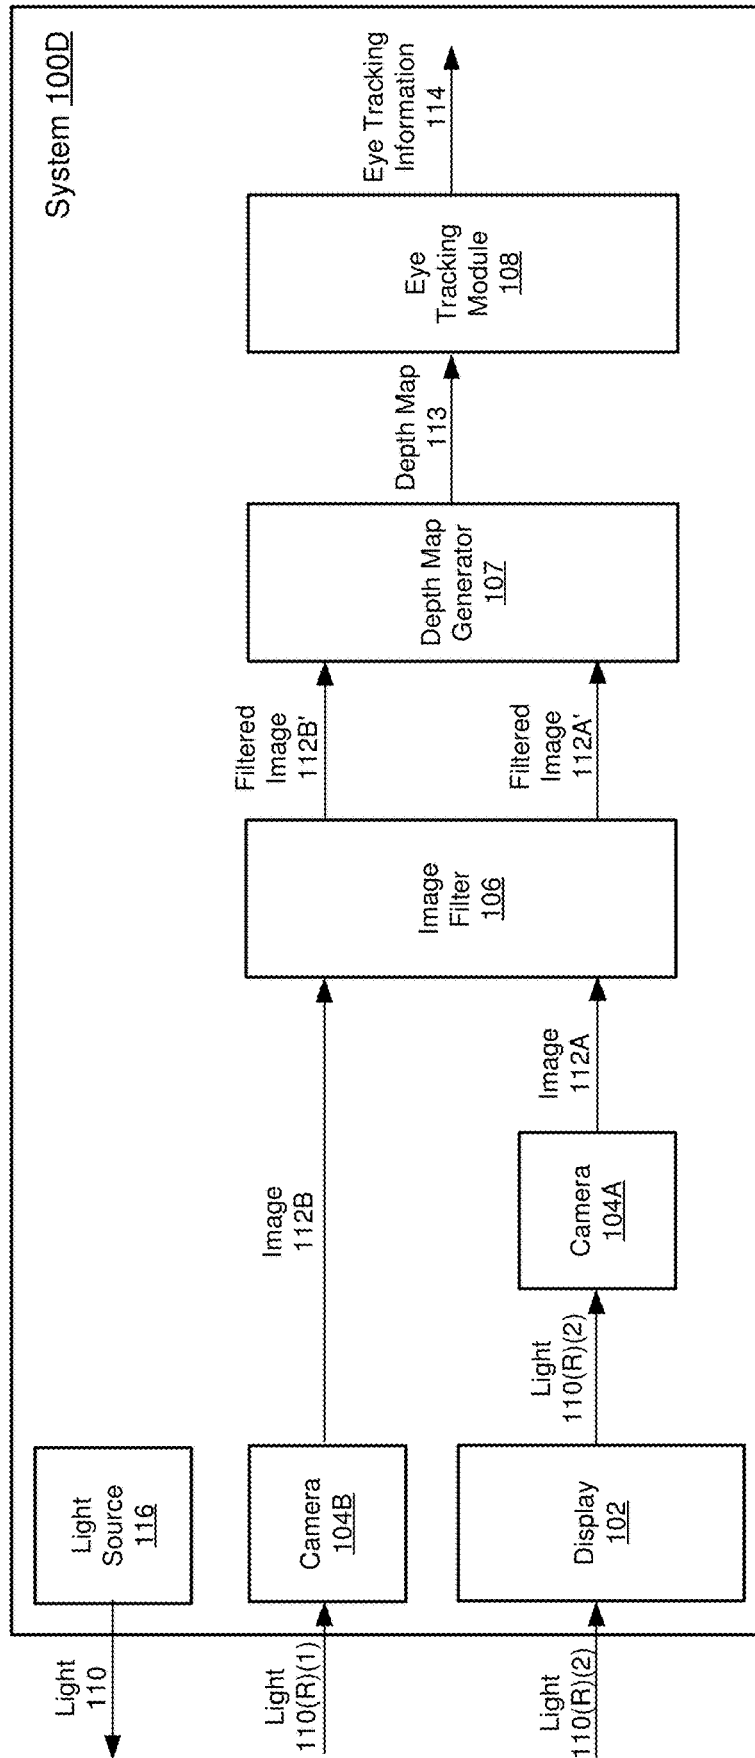 System 100D
Light
110
Light
Source
116
Light
110(R)(1)
Camera
104B
Image
112B
Light
110(R)(2)
Display
102
Light
110(R)(2)
Camera
104A
Image
112A
Image
Filter
106
Filtered
Image
112B'
Filtered
Image
112A'
Depth Map
Generator
107
Depth Map
113
Eye
Tracking
Module
108
Eye Tracking
Information
114